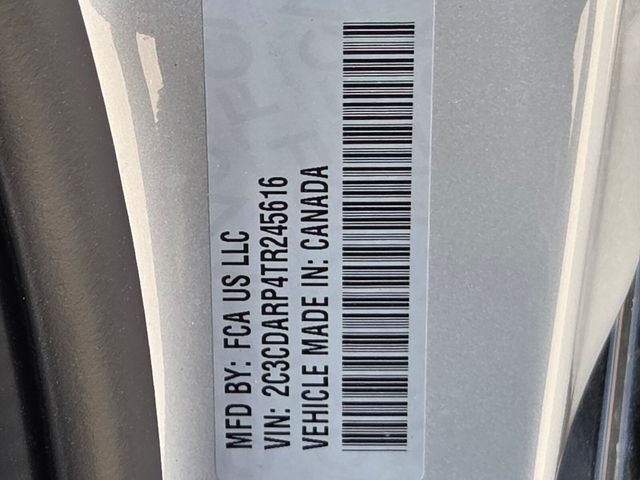 MFD BY: FCA US LLC
VIN: 2C3CDARP4TR245616
VEHICLE MADE IN: CANADA